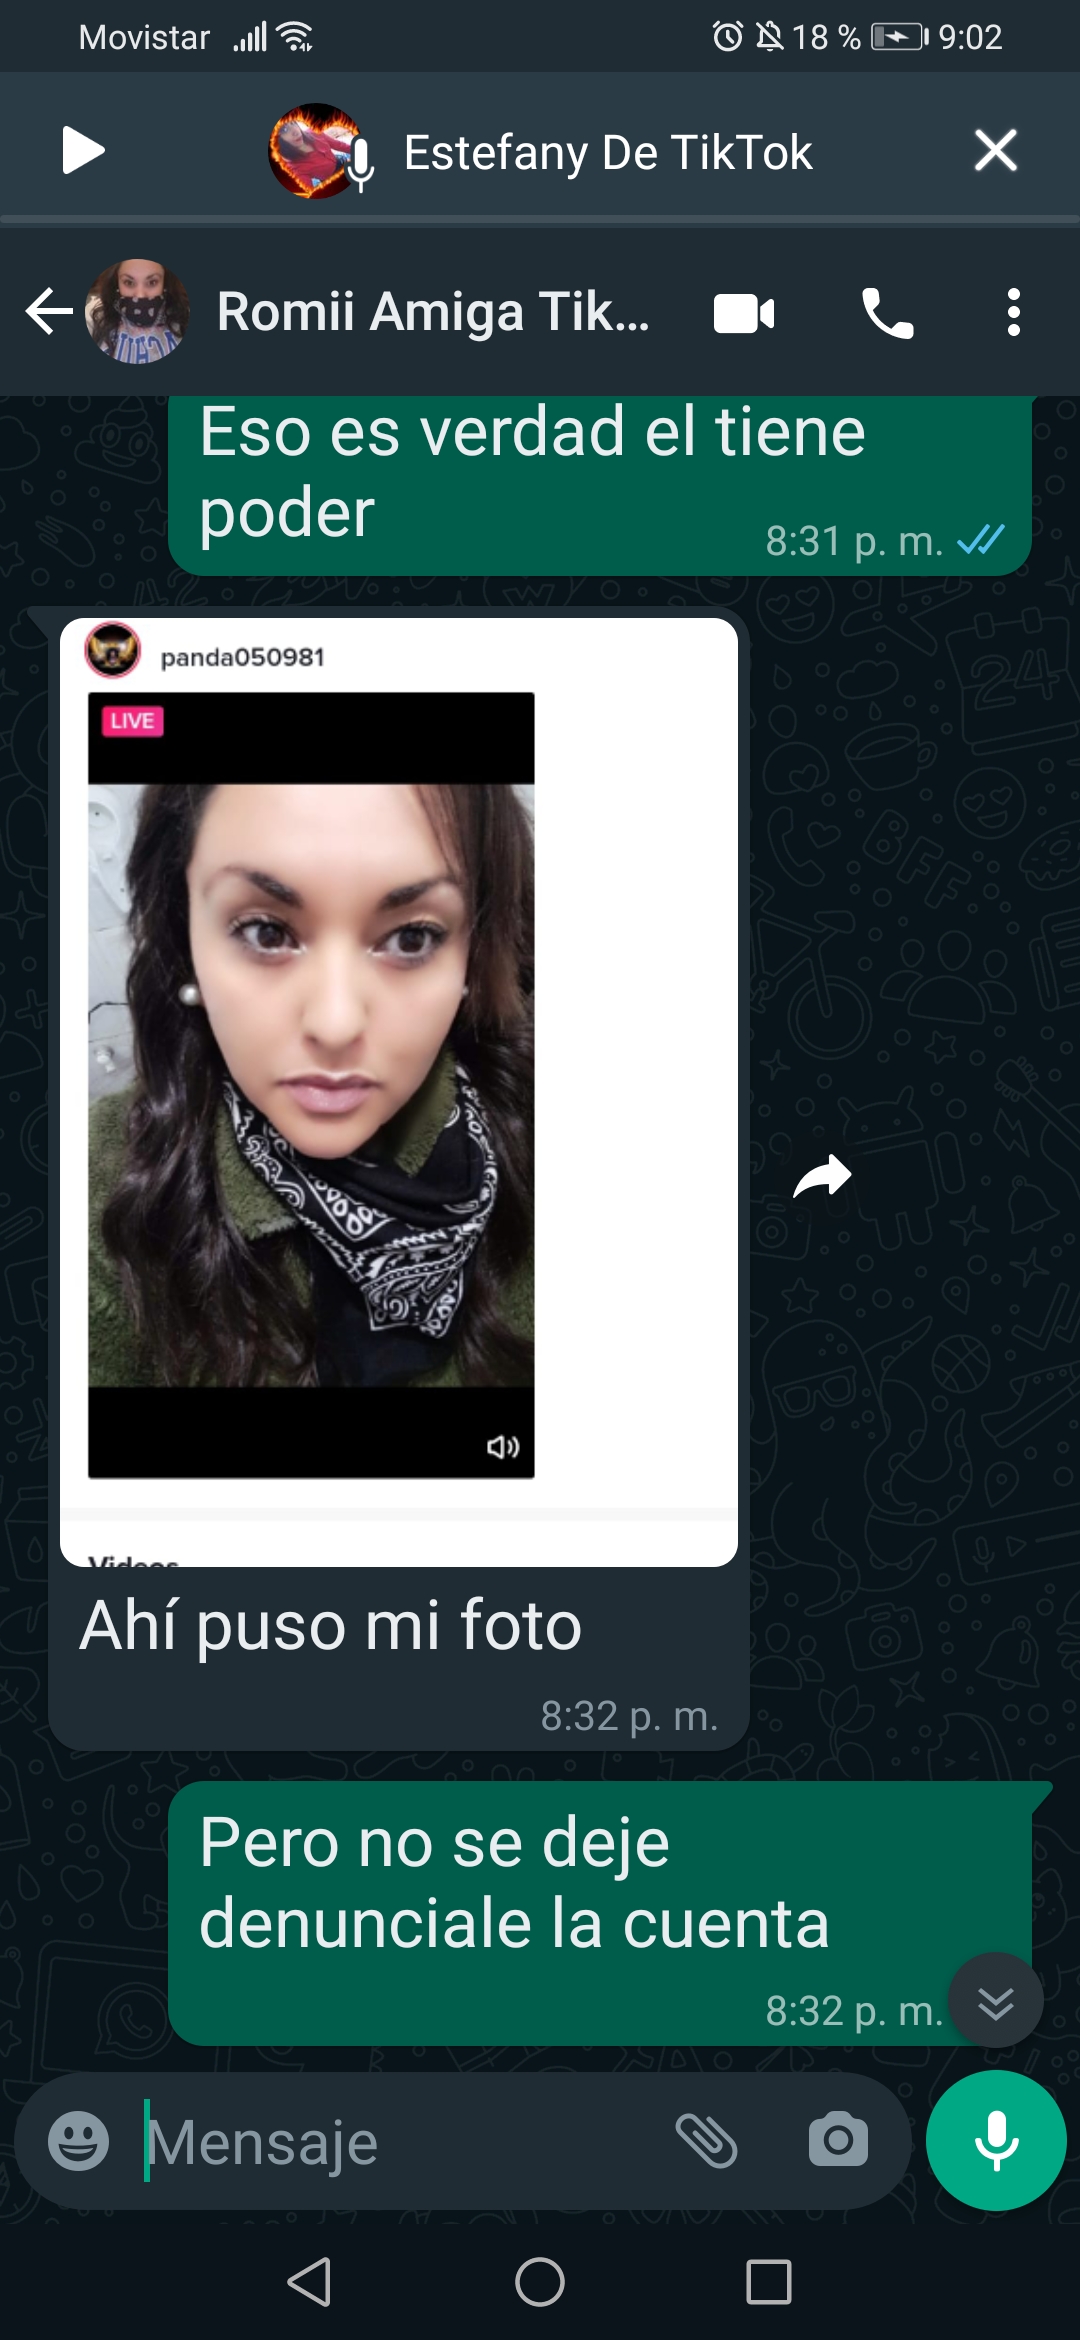 Movistar 18 % 9:02
Estefany De TikTok
Romii Amiga Tik...
Eso es verdad el tiene
poder
8:31 p. m.
panda050981
LIVE
Videos
Ahí puso mi foto
8:32 p. m.
Pero no se deje
denunciale la cuenta
8:32 p. m.
Mensaje